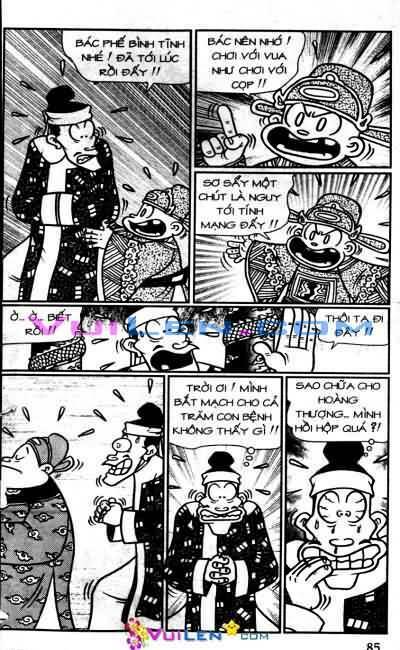 BÁC PHẾ BÌNH TĨNH
NHÉ! ĐÃ TỚI LÚC
RỒI ĐẤY!!
BÁC NÊN NHỚ!
CHƠI VỚI VUA
NHƯ CHƠI VỚI
CỌP!!
SƠ SẨY MỘT
CHÚT LÀ NGUY
TỚI TÍNH
MẠNG ĐẤY!!
Ờ.. Ờ.. BẾT
RỒI!!
THÔI TA ĐI
ĐÂY!!
VUILEN.COM
TRỜI ƠI! MÌNH
BẮT MẠCH CHO CẢ
TRĂM CON BỆNH
KHÔNG THẤY GÌ!!
SAO CHỮA CHO
HOÀNG
THƯỢNG.. MÌNH
HỒI HỘP QUÁ?!
VUILEN.COM
85